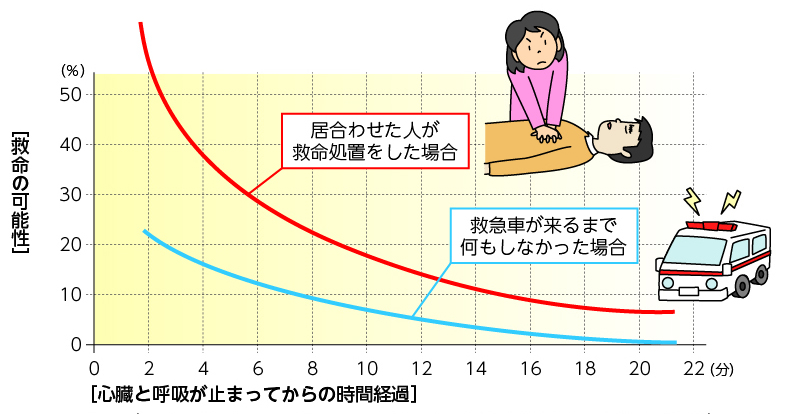 (%)
50
40
30
20
10
0
[救命の可能性]
居合わせた人が
救命処置をした場合
救急車が来るまで
何もしなかった場合
0 2 4 6 8 10 12 14 16 18 20 22 (分)
[心臓と呼吸が止まってからの時間経過]